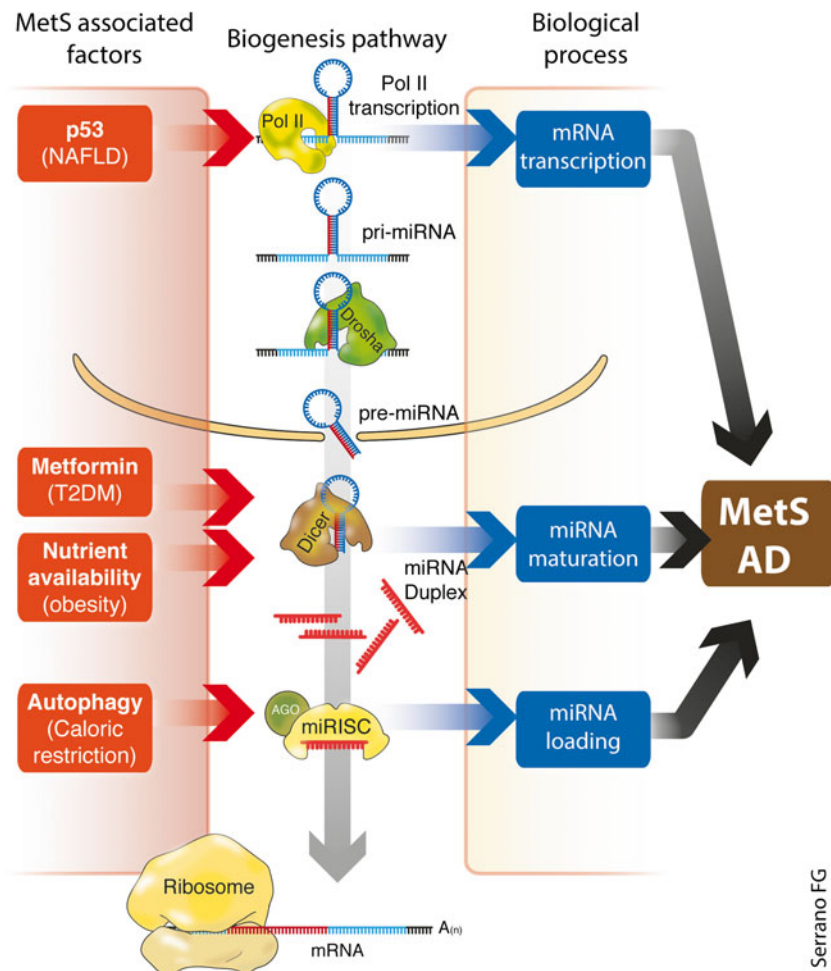 MetS associated
factors
Biogenesis pathway
Biological
process
p53
(NAFLD)
Pol II
Pol II
transcription
mRNA
transcription
pri-miRNA
Drosha
pre-miRNA
Metformin
(T2DM)
Nutrient
availability
(obesity)
Dicer
miRNA
Duplex
miRNA
maturation
MetS
AD
Autophagy
(Caloric
restriction)
AGO
miRISC
miRNA
loading
Ribosome
mRNA
A(n)
Serrano FG